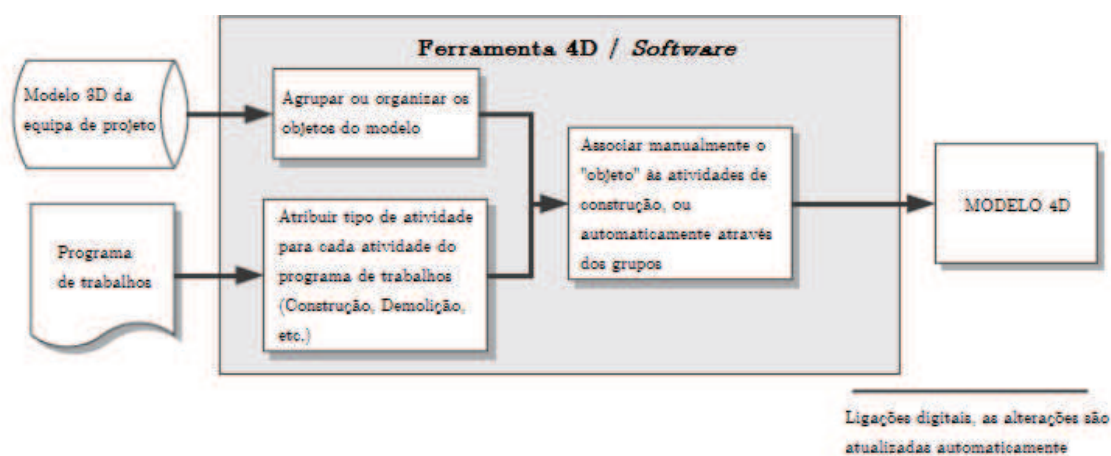 Ferramenta 4D / Software
Modelo 3D da
equipa de projeto
Agrupar ou organizar os
objetos do modelo
Programa
de trabalhos
Atribuir tipo de atividade
para cada atividade do
programa de trabalhos
(Construção, Demolição,
etc.)
Associar manualmente o
"objeto" às atividades de
construção, ou
automaticamente através
dos grupos
MODELO 4D
Ligações digitais, as alterações são
atualizadas automaticamente